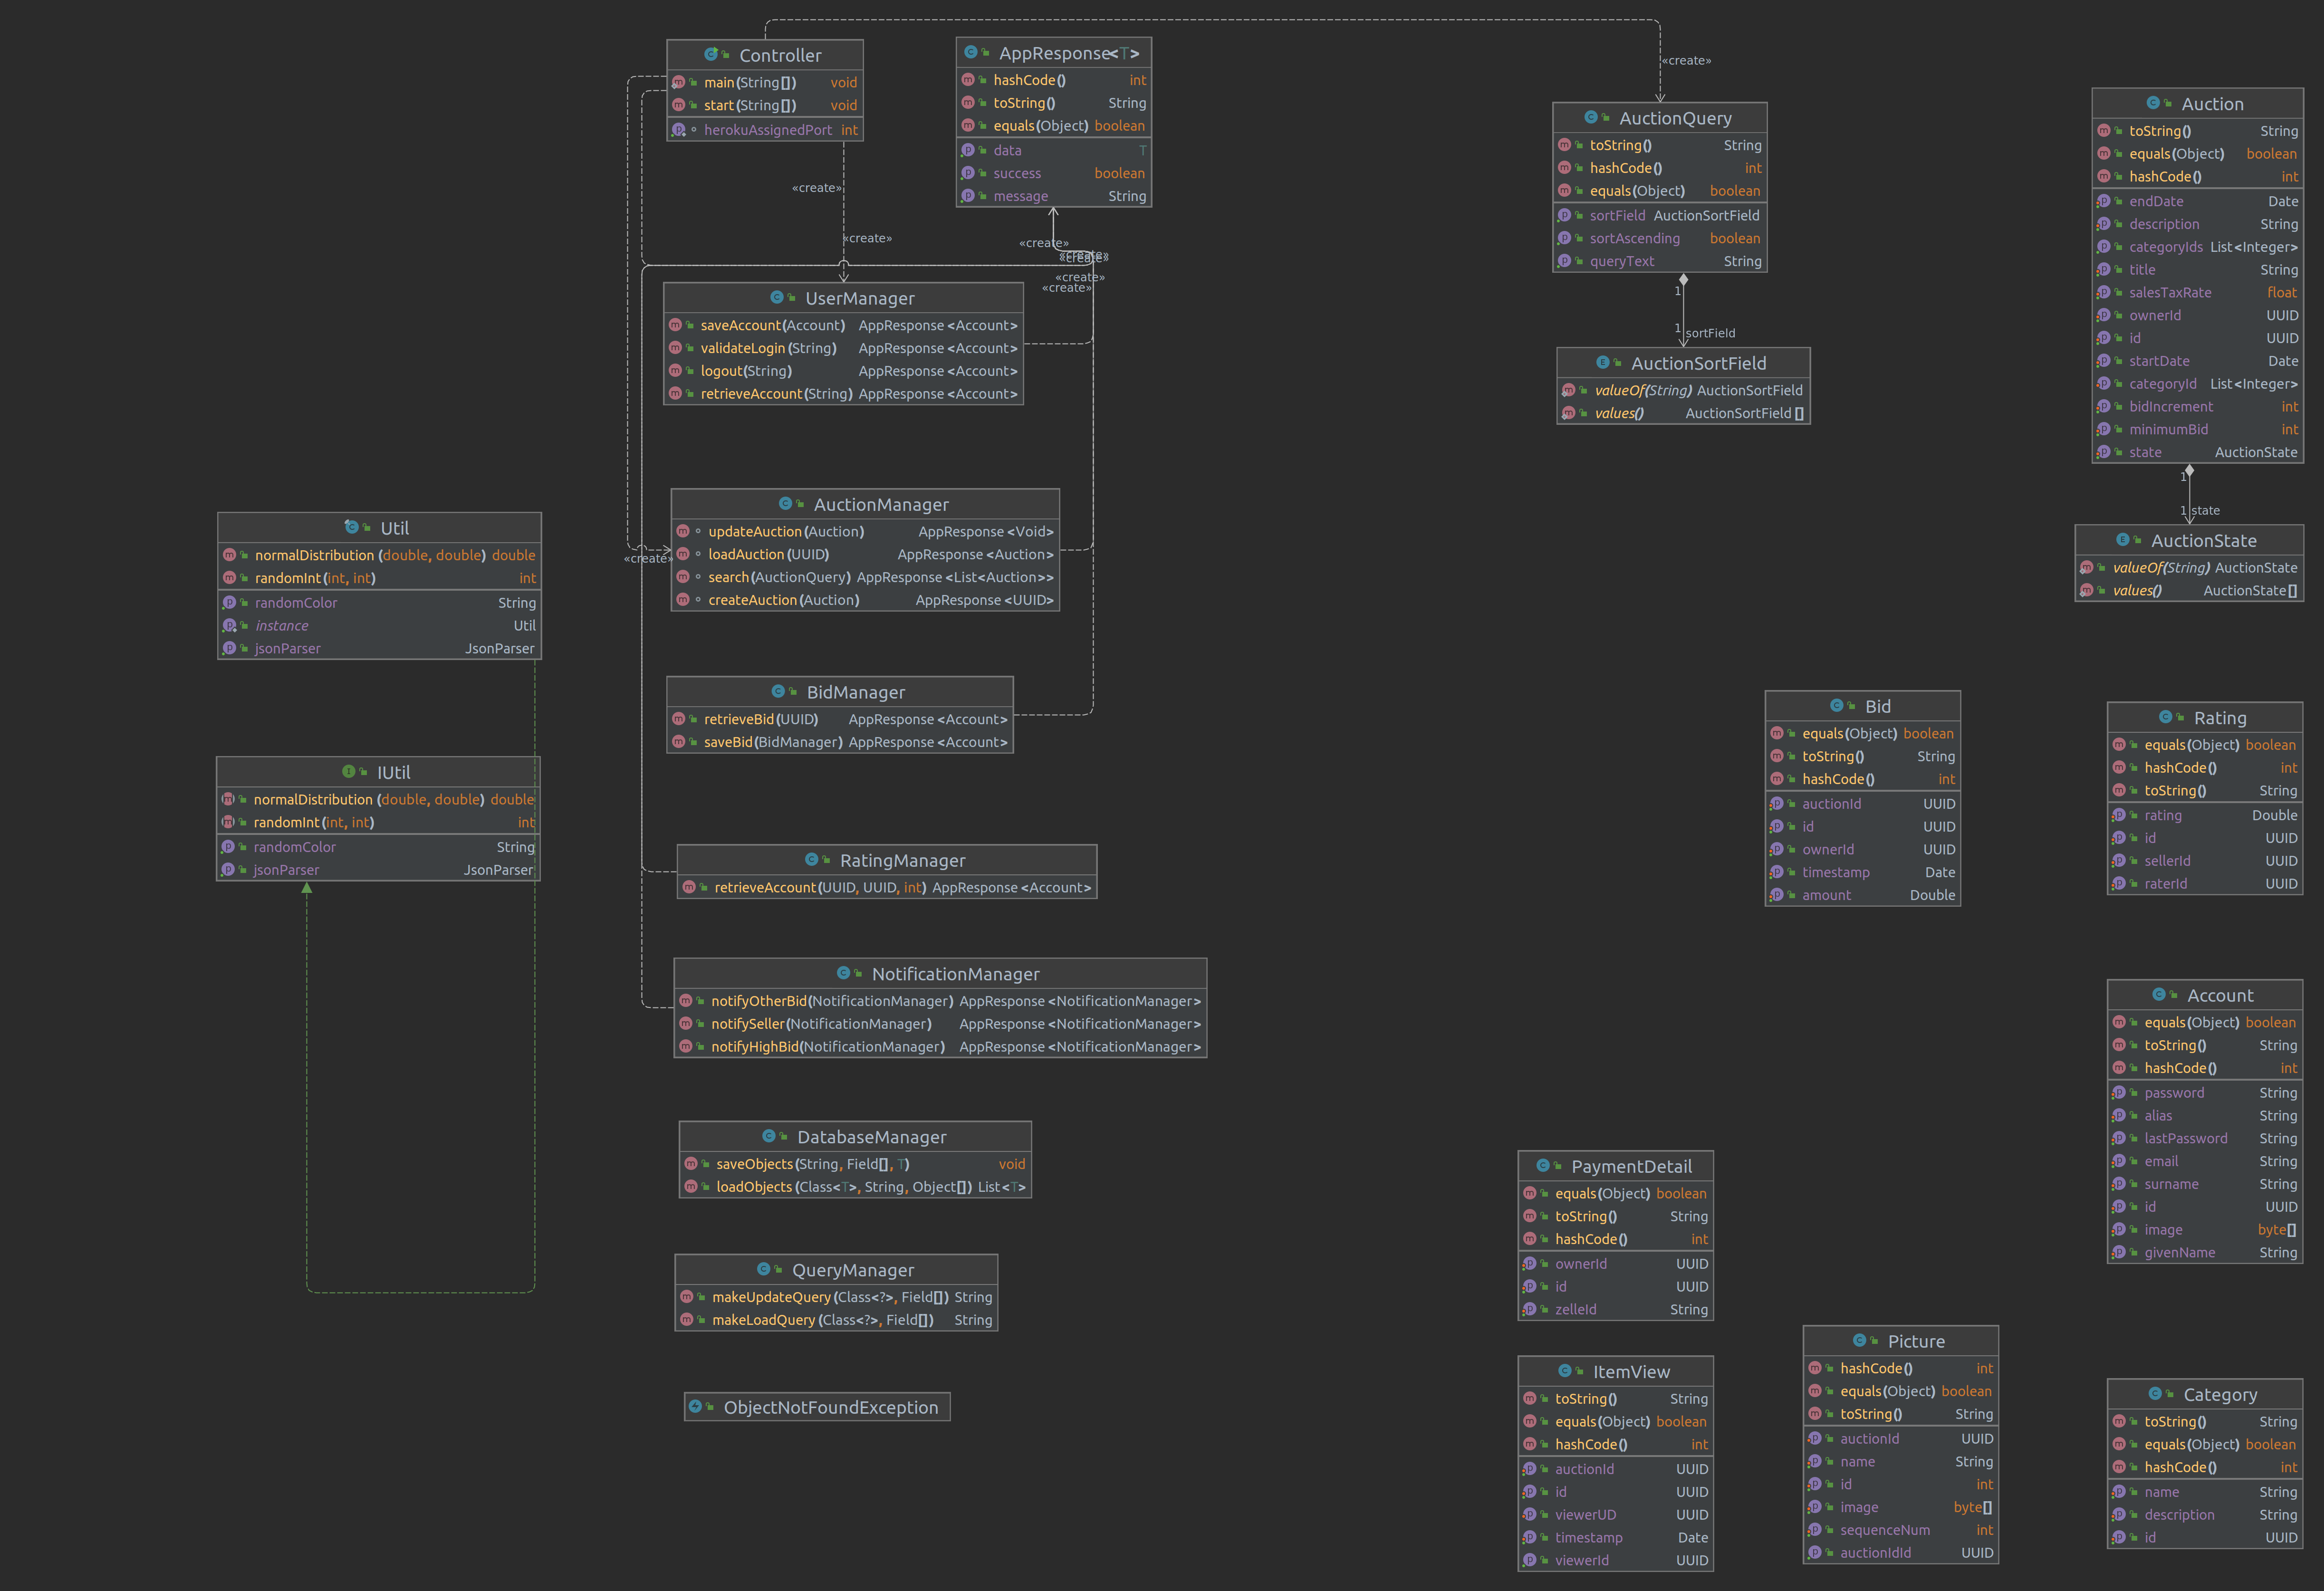 Controller
main(String[]) void
start(String[]) void
herokuAssignedPort int
AppResponse<T>
hashCode() int
toString() String
equals(Object) boolean
data T
success boolean
message String
«create»
AuctionQuery
toString() String
hashCode() int
equals(Object) boolean
sortField AuctionSortField
sortAscending boolean
queryText String
1
1 sortField
AuctionSortField
valueOf(String) AuctionSortField
values() AuctionSortField[]
Auction
toString() String
equals(Object) boolean
hashCode() int
endDate Date
description String
categoryIds List<Integer>
title String
salesTaxRate float
ownerId UUID
id UUID
startDate Date
categoryId List<Integer>
bidIncrement int
minimumBid int
state AuctionState
1
1 state
AuctionState
valueOf(String) AuctionState
values() AuctionState[]
«create»
«create»
«create»
«create»
«create»
«create»
UserManager
saveAccount(Account) AppResponse<Account>
validateLogin(String) AppResponse<Account>
logout(String) AppResponse<Account>
retrieveAccount(String) AppResponse<Account>
AuctionManager
updateAuction(Auction) AppResponse<Void>
loadAuction(UUID) AppResponse<Auction>
search(AuctionQuery) AppResponse<List<Auction>>
createAuction(Auction) AppResponse<UUID>
«create»
Util
normalDistribution(double, double) double
randomInt(int, int) int
randomColor String
instance Util
jsonParser JsonParser
IUtil
normalDistribution(double, double) double
randomInt(int, int) int
randomColor String
jsonParser JsonParser
BidManager
retrieveBid(UUID) AppResponse<Account>
saveBid(BidManager) AppResponse<Account>
RatingManager
retrieveAccount(UUID, UUID, int) AppResponse<Account>
NotificationManager
notifyOtherBid(NotificationManager) AppResponse<NotificationManager>
notifySeller(NotificationManager) AppResponse<NotificationManager>
notifyHighBid(NotificationManager) AppResponse<NotificationManager>
DatabaseManager
saveObjects(String, Field[], T) void
loadObjects(Class<T>, String, Object[]) List<T>
QueryManager
makeUpdateQuery(Class<?>, Field[]) String
makeLoadQuery(Class<?>, Field[]) String
ObjectNotFoundException
Bid
equals(Object) boolean
toString() String
hashCode() int
auctionId UUID
id UUID
ownerId UUID
timestamp Date
amount Double
Rating
equals(Object) boolean
hashCode() int
toString() String
rating Double
id UUID
sellerId UUID
raterId UUID
Account
equals(Object) boolean
toString() String
hashCode() int
password String
alias String
lastPassword String
email String
surname String
id UUID
image byte[]
givenName String
PaymentDetail
equals(Object) boolean
toString() String
hashCode() int
ownerId UUID
id UUID
zelleId String
ItemView
toString() String
equals(Object) boolean
hashCode() int
auctionId UUID
id UUID
viewerUD UUID
timestamp Date
viewerId UUID
Picture
hashCode() int
equals(Object) boolean
toString() String
auctionId UUID
name String
id int
image byte[]
sequenceNum int
auctionIdId UUID
Category
toString() String
equals(Object) boolean
hashCode() int
name String
description String
id UUID